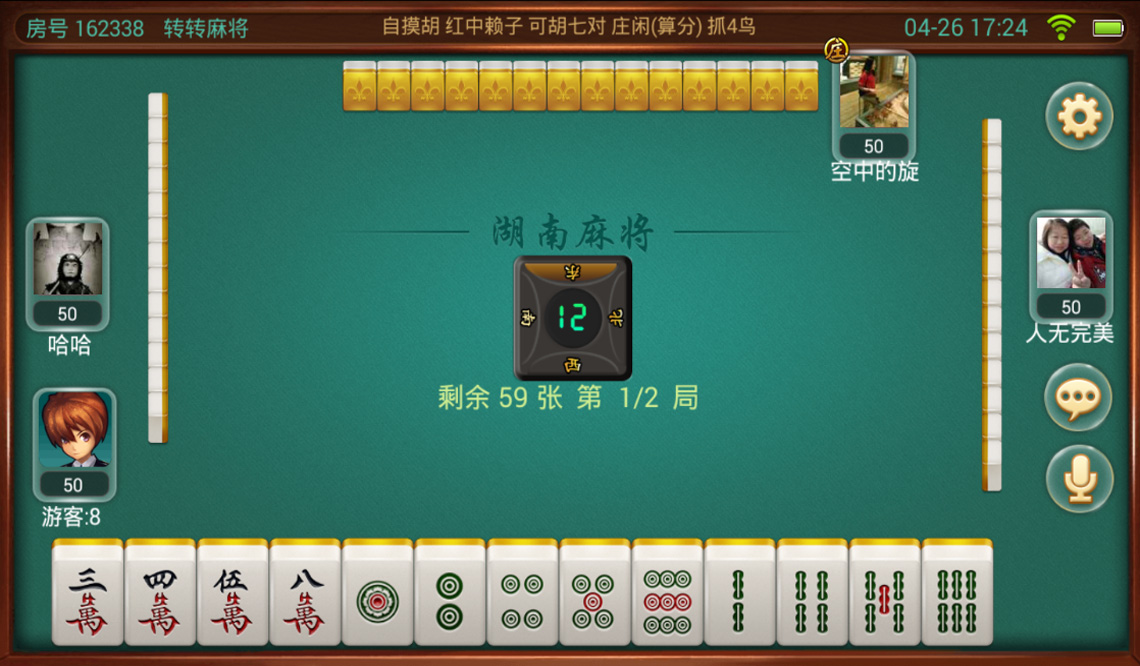 房号 162338 转转麻将 自摸胡 红中赖子 可胡七对 庄闲(算分) 抓4鸟 04-26 17:24
庄
50
空中的旋
湖南麻将
50
哈哈
50
人无完美
东
南 12 北
西
剩余 59 张 第 1/2 局
50
游客:8
三萬 四萬 伍萬 八萬